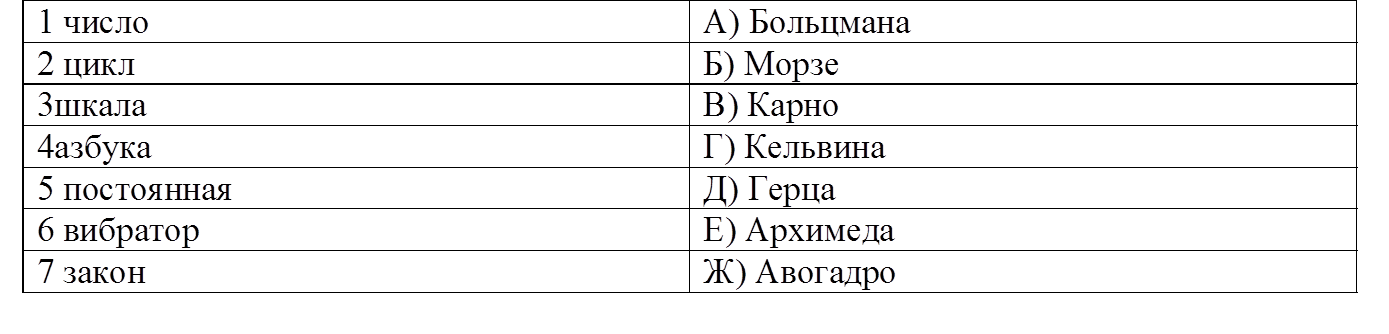 1 число А) Больцмана
2 цикл Б) Морзе
3шкала В) Карно
4азбука Г) Кельвина
5 постоянная Д) Герца
6 вибратор Е) Архимеда
7 закон Ж) Авогадро